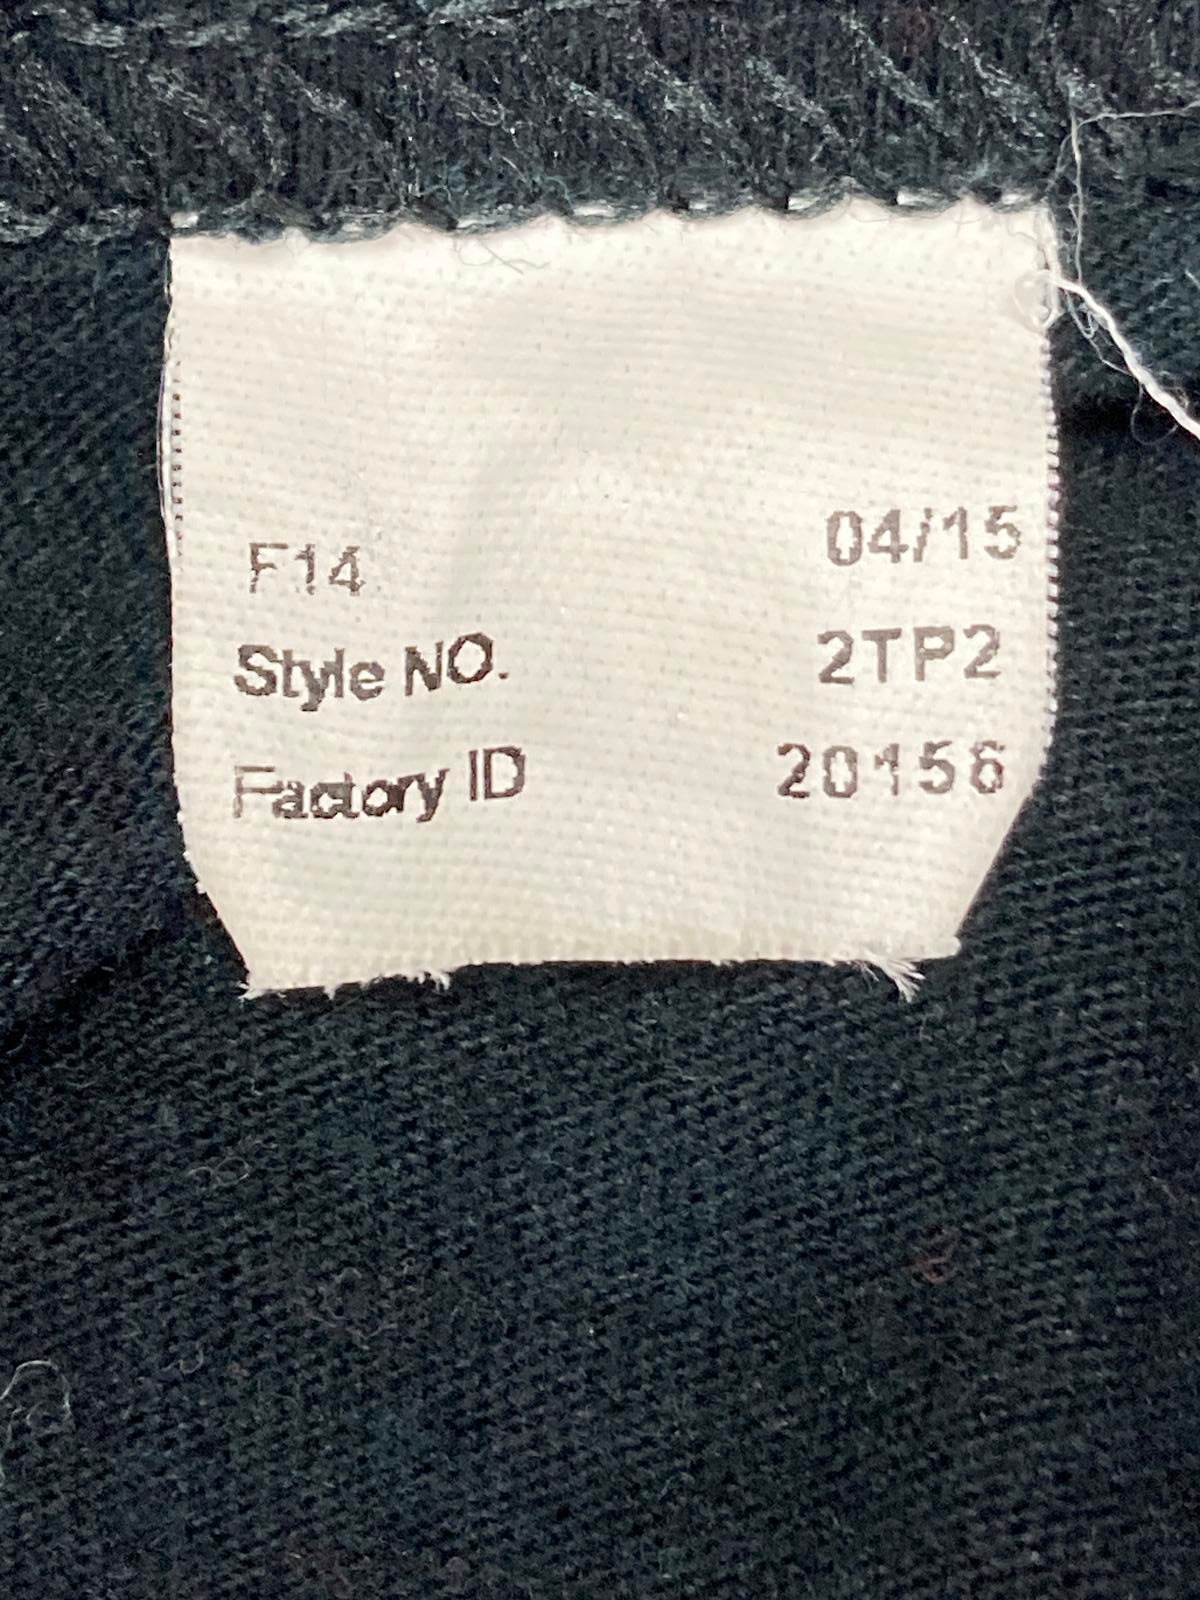 F14 04/15
Style NO. 2TP2
Factory ID 20156